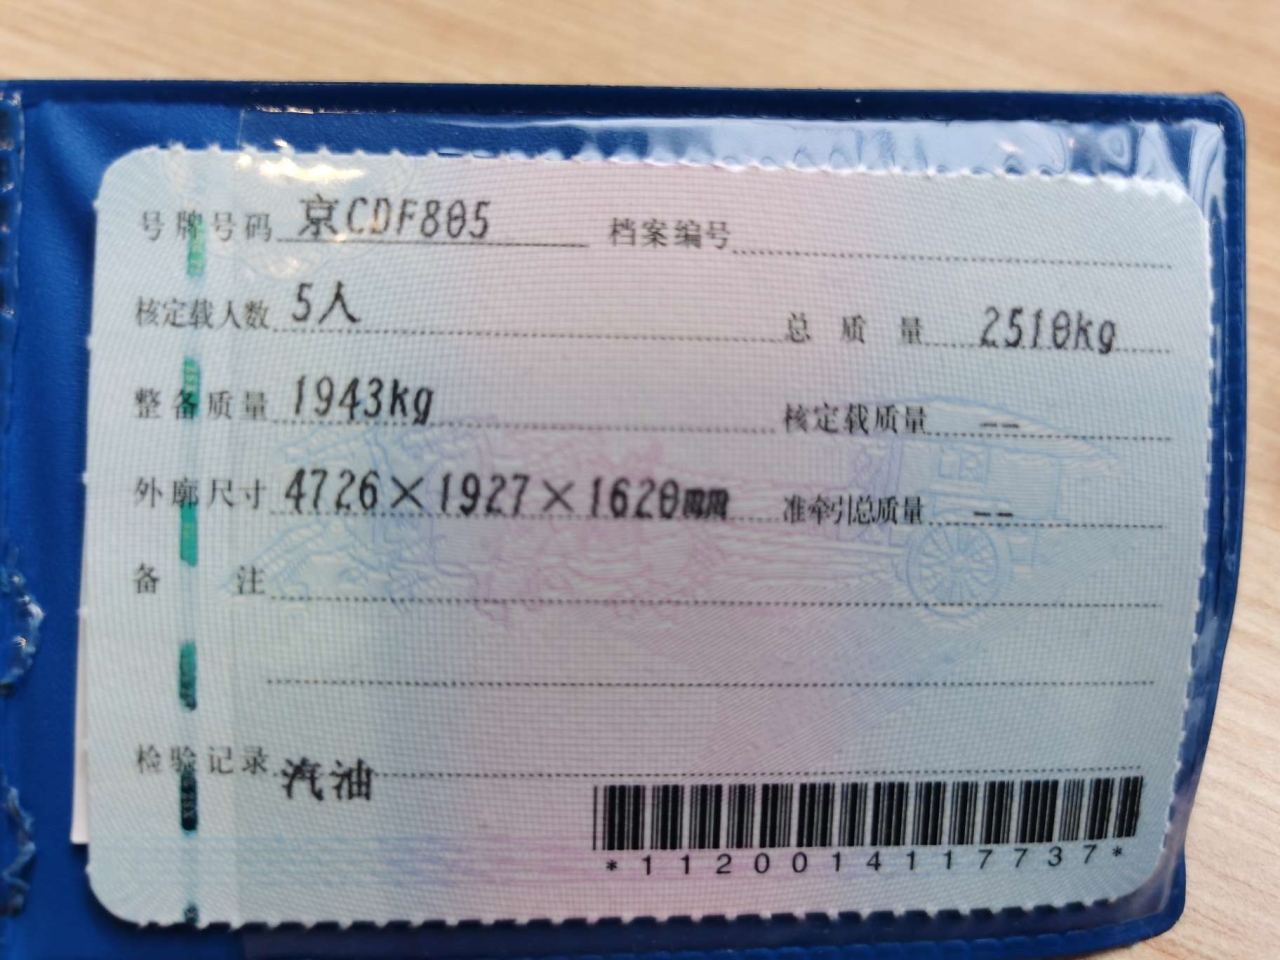 号牌号码 京CDF805 档案编号
核定载人数 5人 总质量 2510kg
整备质量 1943kg 核定载质量 --
外廓尺寸 4726×1927×1620mm 准牵引总质量 --
备注
检验记录 汽油
*1120014117737*